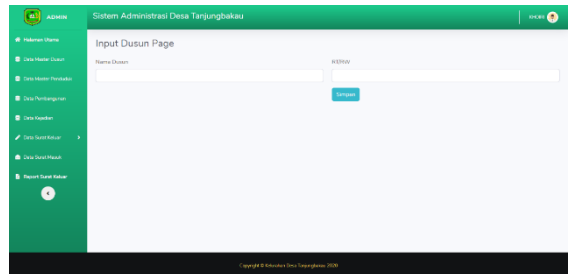 ADMIN
Sistem Administrasi Desa Tanjungbakau
Halaman Utama
Data Master Dusun
Data Master Penduduk
Data Pembangunan
Data Kejadian
Data Surat Keluar
Data Surat Masuk
Report Surat Keluar
Input Dusun Page
Nama Dusun
RT/RW
Simpan
Copyright © Kelurahan Desa Tanjungbakau 2020